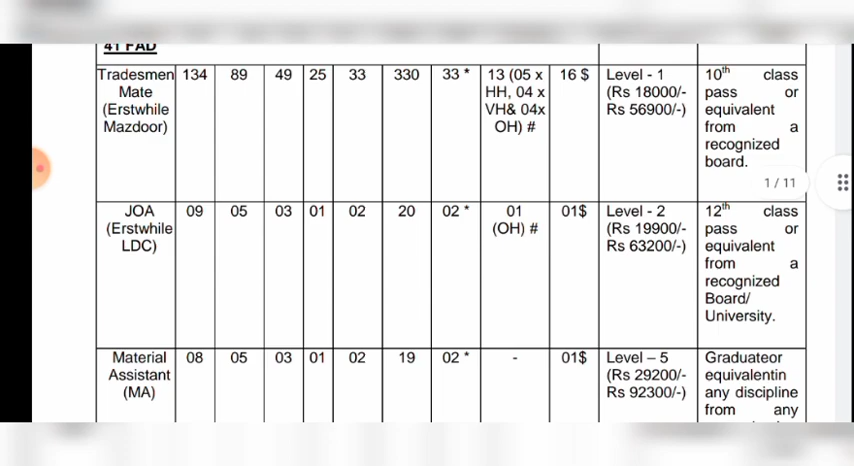 41 FAD
Tradesmen 134 89 49 25 33 330 33 * 13 (05 x 16 $ Level - 1 10th class
Mate HH, 04 x (Rs 18000/- pass or
(Erstwhile VH& 04x Rs 56900/-) equivalent
Mazdoor) OH) # from a
recognized
board.
1 / 11
JOA 09 05 03 01 02 20 02 * 01 01$ Level - 2 12th class
(Erstwhile (OH) # (Rs 19900/- pass or
LDC) Rs 63200/-) equivalent
from a
recognized
Board/
University.
Material 08 05 03 01 02 19 02 * - 01$ Level – 5 Graduateor
Assistant (Rs 29200/- equivalentin
(MA) Rs 92300/-) any discipline
from any